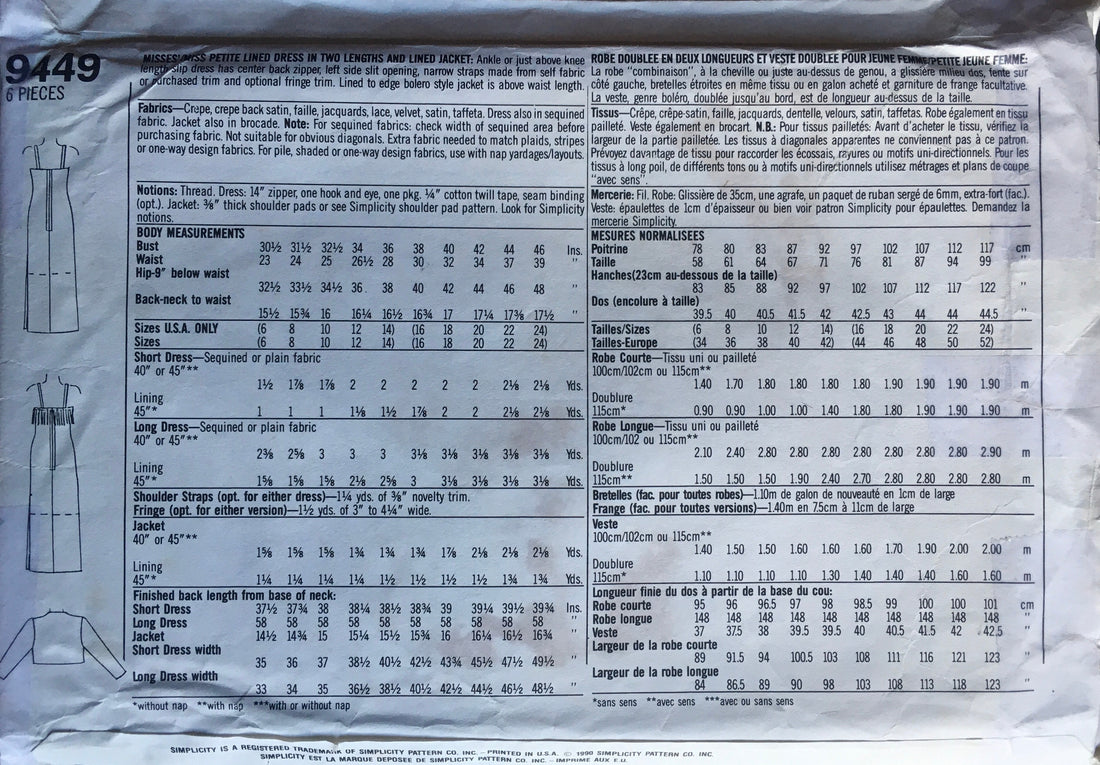 9449
6 PIECES
MISSES'/MISS PETITE LINED DRESS IN TWO LENGTHS AND LINED JACKET: Ankle or just above knee
length slip dress has center back zipper, left side slit opening, narrow straps made from self fabric
or purchased trim and optional fringe trim. Lined to edge bolero style jacket is above waist length.
Fabrics—Crepe, crepe back satin, faille, jacquards, lace, velvet, satin, taffeta. Dress also in sequined
fabric. Jacket also in brocade. Note: For sequined fabrics: check width of sequined area before
purchasing fabric. Not suitable for obvious diagonals. Extra fabric needed to match plaids, stripes
or one-way design fabrics. For pile, shaded or one-way design fabrics, use with nap yardages/layouts.
Notions: Thread. Dress: 14" zipper, one hook and eye, one pkg. ¼" cotton twill tape, seam binding
(opt.). Jacket: ⅜" thick shoulder pads or see Simplicity shoulder pad pattern. Look for Simplicity
notions.
BODY MEASUREMENTS
Bust 30½ 31½ 32½ 34 36 38 40 42 44 46 Ins.
Waist 23 24 25 26½ 28 30 32 34 37 39 "
Hip-9" below waist
32½ 33½ 34½ 36 38 40 42 44 46 48 "
Back-neck to waist
15½ 15¾ 16 16¼ 16½ 16¾ 17 17¼ 17⅜ 17½ "
Sizes U.S.A. ONLY (6 8 10 12 14) (16 18 20 22 24)
Sizes (6 8 10 12 14) (16 18 20 22 24)
Short Dress—Sequined or plain fabric
40" or 45"**
1½ 1⅞ 1⅞ 2 2 2 2 2 2⅛ 2⅛ Yds.
Lining
45"* 1 1 1 1⅛ 1½ 1⅞ 2 2 2⅛ 2⅛ Yds.
Long Dress—Sequined or plain fabric
40" or 45"**
2⅜ 2⅝ 3 3 3 3⅛ 3⅛ 3⅛ 3⅛ 3⅛ Yds.
Lining
45"* 1⅝ 1⅝ 1⅝ 2⅛ 2⅝ 3 3⅛ 3⅛ 3⅛ 3⅛ Yds.
Shoulder Straps (opt. for either dress)—1¼ yds. of ⅜" novelty trim.
Fringe (opt. for either version)—1½ yds. of 3" to 4¼" wide.
Jacket
40" or 45"**
1⅝ 1⅝ 1⅝ 1¾ 1¾ 1¾ 1⅞ 2⅛ 2⅛ 2⅛ Yds.
Lining
45"* 1¼ 1¼ 1¼ 1¼ 1½ 1½ 1½ 1½ 1¾ 1¾ Yds.
Finished back length from base of neck:
Short Dress 37½ 37¾ 38 38¼ 38½ 38¾ 39 39¼ 39½ 39¾ Ins.
Long Dress 58 58 58 58 58 58 58 58 58 58 "
Jacket 14½ 14¾ 15 15¼ 15½ 15¾ 16 16¼ 16½ 16¾ "
Short Dress width
35 36 37 38½ 40½ 42½ 43¾ 45½ 47½ 49½ "
Long Dress width
33 34 35 36½ 38½ 40½ 42½ 44½ 46½ 48½ "
*without nap **with nap ***with or without nap
ROBE DOUBLEE EN DEUX LONGUEURS ET VESTE DOUBLEE POUR JEUNE FEMME/PETITE JEUNE FEMME:
La robe "combinaison", à la cheville ou juste au-dessus de genou, a glissière milieu dos, fente sur
côté gauche, bretelles étroites en même tissu ou en galon acheté et garniture de frange facultative.
La veste, genre boléro, doublée jusqu'au bord, est de longueur au-dessus de la taille.
Tissus—Crêpe, crêpe-satin, faille, jacquards, dentelle, velours, satin, taffetas. Robe également en tissu
pailleté. Veste également en brocart. N.B.: Pour tissus pailletés: Avant d'acheter le tissu, vérifiez la
largeur de la partie pailletée. Les tissus à diagonales apparentes ne conviennent pas à ce patron.
Prévoyez davantage de tissu pour raccorder les écossais, rayures ou motifs uni-directionnels. Pour les
tissus à long poil, de différents tons ou à motifs uni-directionnels utilisez métrages et plans de coupe
"avec sens".
Mercerie: Fil. Robe: Glissière de 35cm, une agrafe, un paquet de ruban sergé de 6mm, extra-fort (fac.).
Veste: épaulettes de 1cm d'épaisseur ou bien voir patron Simplicity pour épaulettes. Demandez la
mercerie Simplicity.
MESURES NORMALISEES
Poitrine 78 80 83 87 92 97 102 107 112 117 cm
Taille 58 61 64 67 71 76 81 87 94 99 "
Hanches(23cm au-dessous de la taille)
83 85 88 92 97 102 107 112 117 122 "
Dos (encolure à taille)
39.5 40 40.5 41.5 42 42.5 43 44 44 44.5 "
Tailles/Sizes (6 8 10 12 14) (16 18 20 22 24)
Tailles-Europe (34 36 38 40 42) (44 46 48 50 52)
Robe Courte—Tissu uni ou pailleté
100cm/102cm ou 115cm**
1.40 1.70 1.80 1.80 1.80 1.80 1.90 1.90 1.90 1.90 m
Doublure
115cm* 0.90 0.90 1.00 1.00 1.40 1.80 1.80 1.90 1.90 1.90 m
Robe Longue—Tissu uni ou pailleté
100cm/102 ou 115cm**
2.10 2.40 2.80 2.80 2.80 2.80 2.80 2.80 2.80 2.90 m
Doublure
115cm** 1.50 1.50 1.50 1.90 2.40 2.70 2.80 2.80 2.80 2.80 m
Bretelles (fac. pour toutes robes)—1.10m de galon de nouveauté en 1cm de large
Frange (fac. pour toutes versions)—1.40m en 7.5cm à 11cm de large
Veste
100cm/102cm ou 115cm**
1.40 1.50 1.50 1.60 1.60 1.60 1.70 1.90 2.00 2.00 m
Doublure
115cm* 1.10 1.10 1.10 1.10 1.30 1.40 1.40 1.40 1.60 1.60 m
Longueur finie du dos à partir de la base du cou:
Robe courte 95 96 96.5 97 98 98.5 99 100 100 101 cm
Robe longue 148 148 148 148 148 148 148 148 148 148 "
Veste 37 37.5 38 39.5 39.5 40 40.5 41.5 42 42.5 "
Largeur de la robe courte
89 91.5 94 100.5 103 108 111 116 121 123 "
Largeur de la robe longue
84 86.5 89 90 98 103 108 113 118 123 "
*sans sens **avec sens ***avec ou sans sens
SIMPLICITY IS A REGISTERED TRADEMARK OF SIMPLICITY PATTERN CO. INC. – PRINTED IN U.S.A. © 1990 SIMPLICITY PATTERN CO. INC.
SIMPLICITY EST LA MARQUE DEPOSEE DE SIMPLICITY PATTERN CO. INC. – IMPRIME AUX E.U.